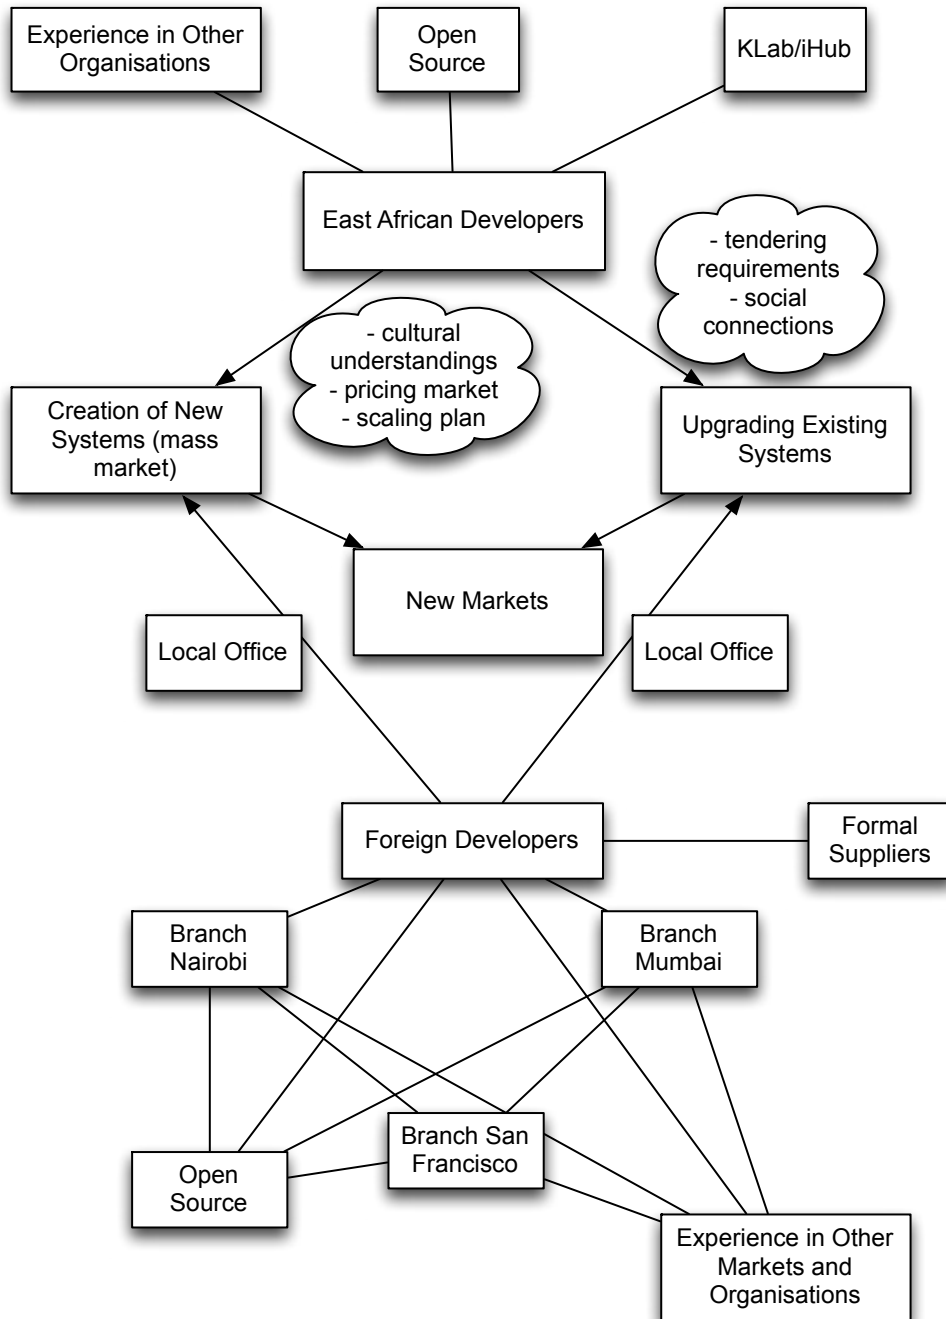 Experience in Other
Organisations
Open
Source
KLab/iHub
East African Developers
- tendering
requirements
- social
connections
- cultural
understandings
- pricing market
- scaling plan
Creation of New
Systems (mass
market)
Upgrading Existing
Systems
New Markets
Local Office
Local Office
Foreign Developers
Formal
Suppliers
Branch
Nairobi
Branch
Mumbai
Branch San
Francisco
Open
Source
Experience in Other
Markets and
Organisations